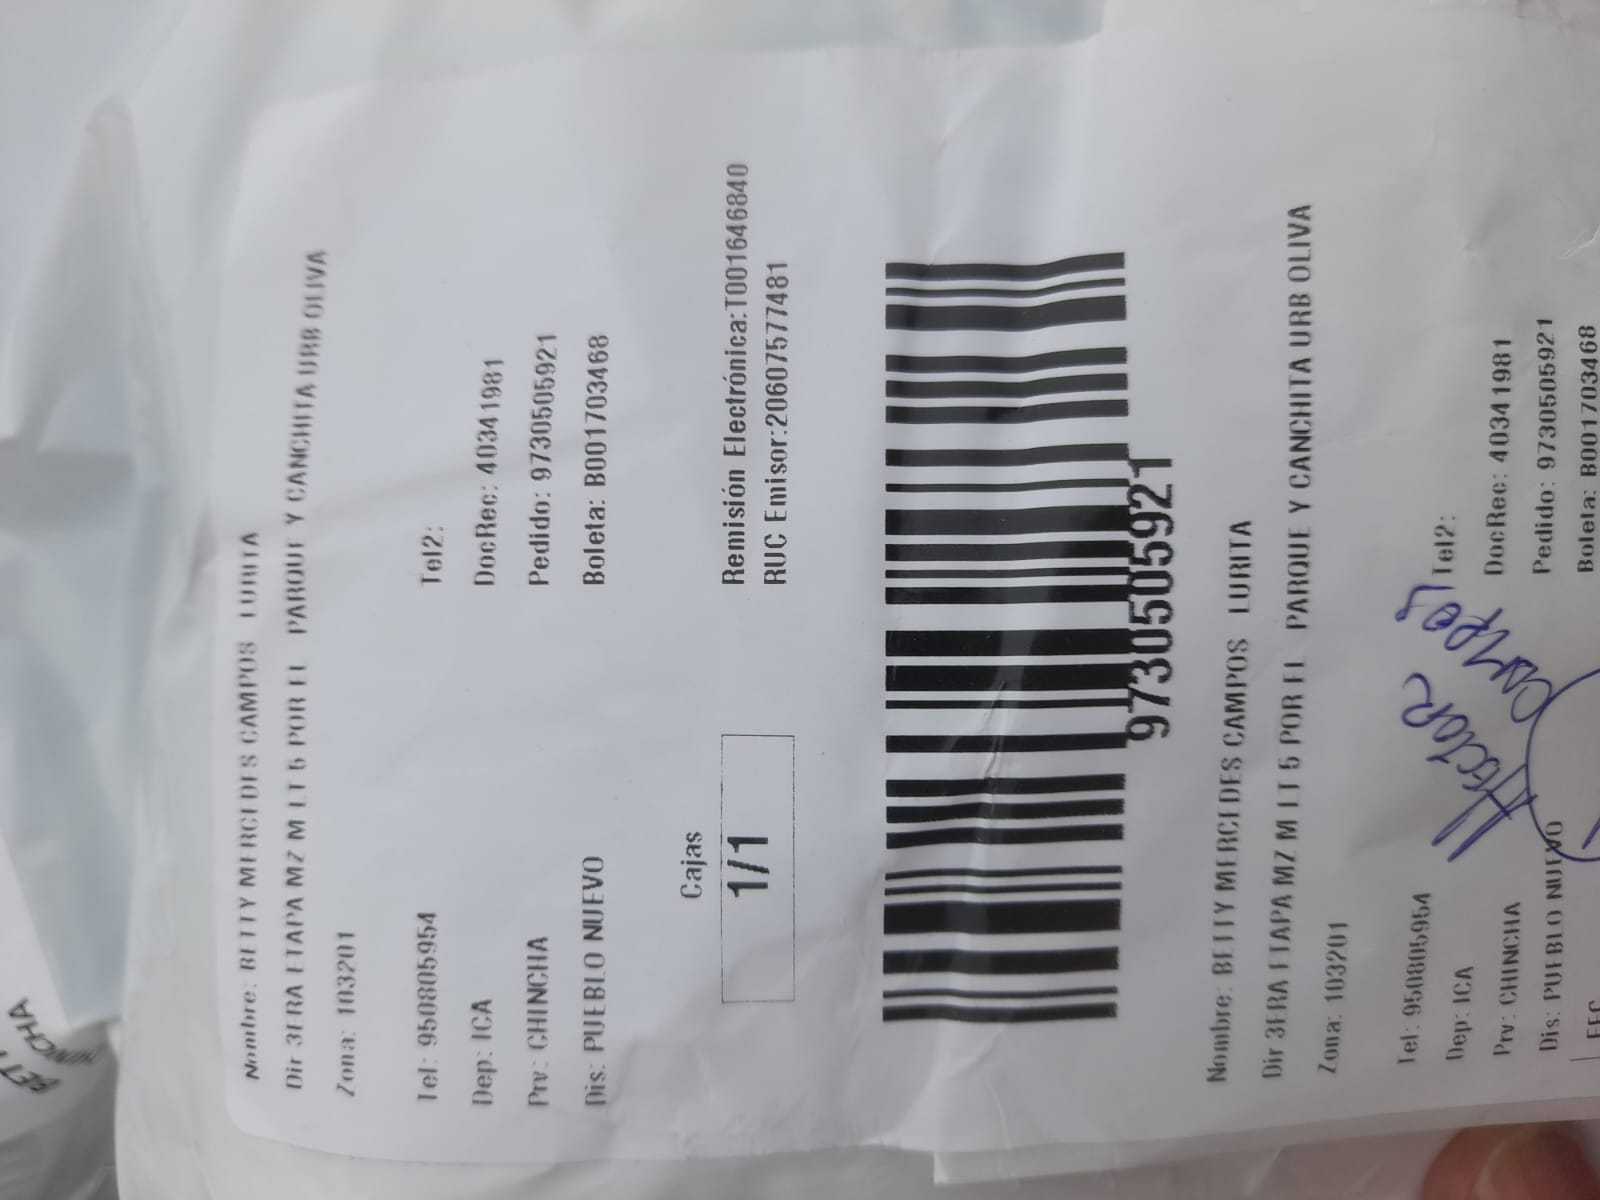 Nombre: BETTY MERCEDES CAMPOS LURITA
Dir 3ERA ETAPA MZ M LT 5 POR EL PARQUE Y CANCHITA URB OLIVA
Zona: 103201
Tel: 950805954 Tel2:
Dep: ICA DocRec: 40341981
Prv: CHINCHA Pedido: 9730505921
Dis: PUEBLO NUEVO Boleta: B001703468
Cajas
1/1
Remisión Electrónica:T001646840
RUC Emisor:20607577481
9730505921
Nombre: BETTY MERCEDES CAMPOS LURITA
Dir 3ERA ETAPA MZ M LT 5 POR EL PARQUE Y CANCHITA URB OLIVA
Zona: 103201
Tel: 950805954 Tel2:
Dep: ICA DocRec: 40341981
Prv: CHINCHA Pedido: 9730505921
Dis: PUEBLO NUEVO Boleta: B001703468
Hector
Campos